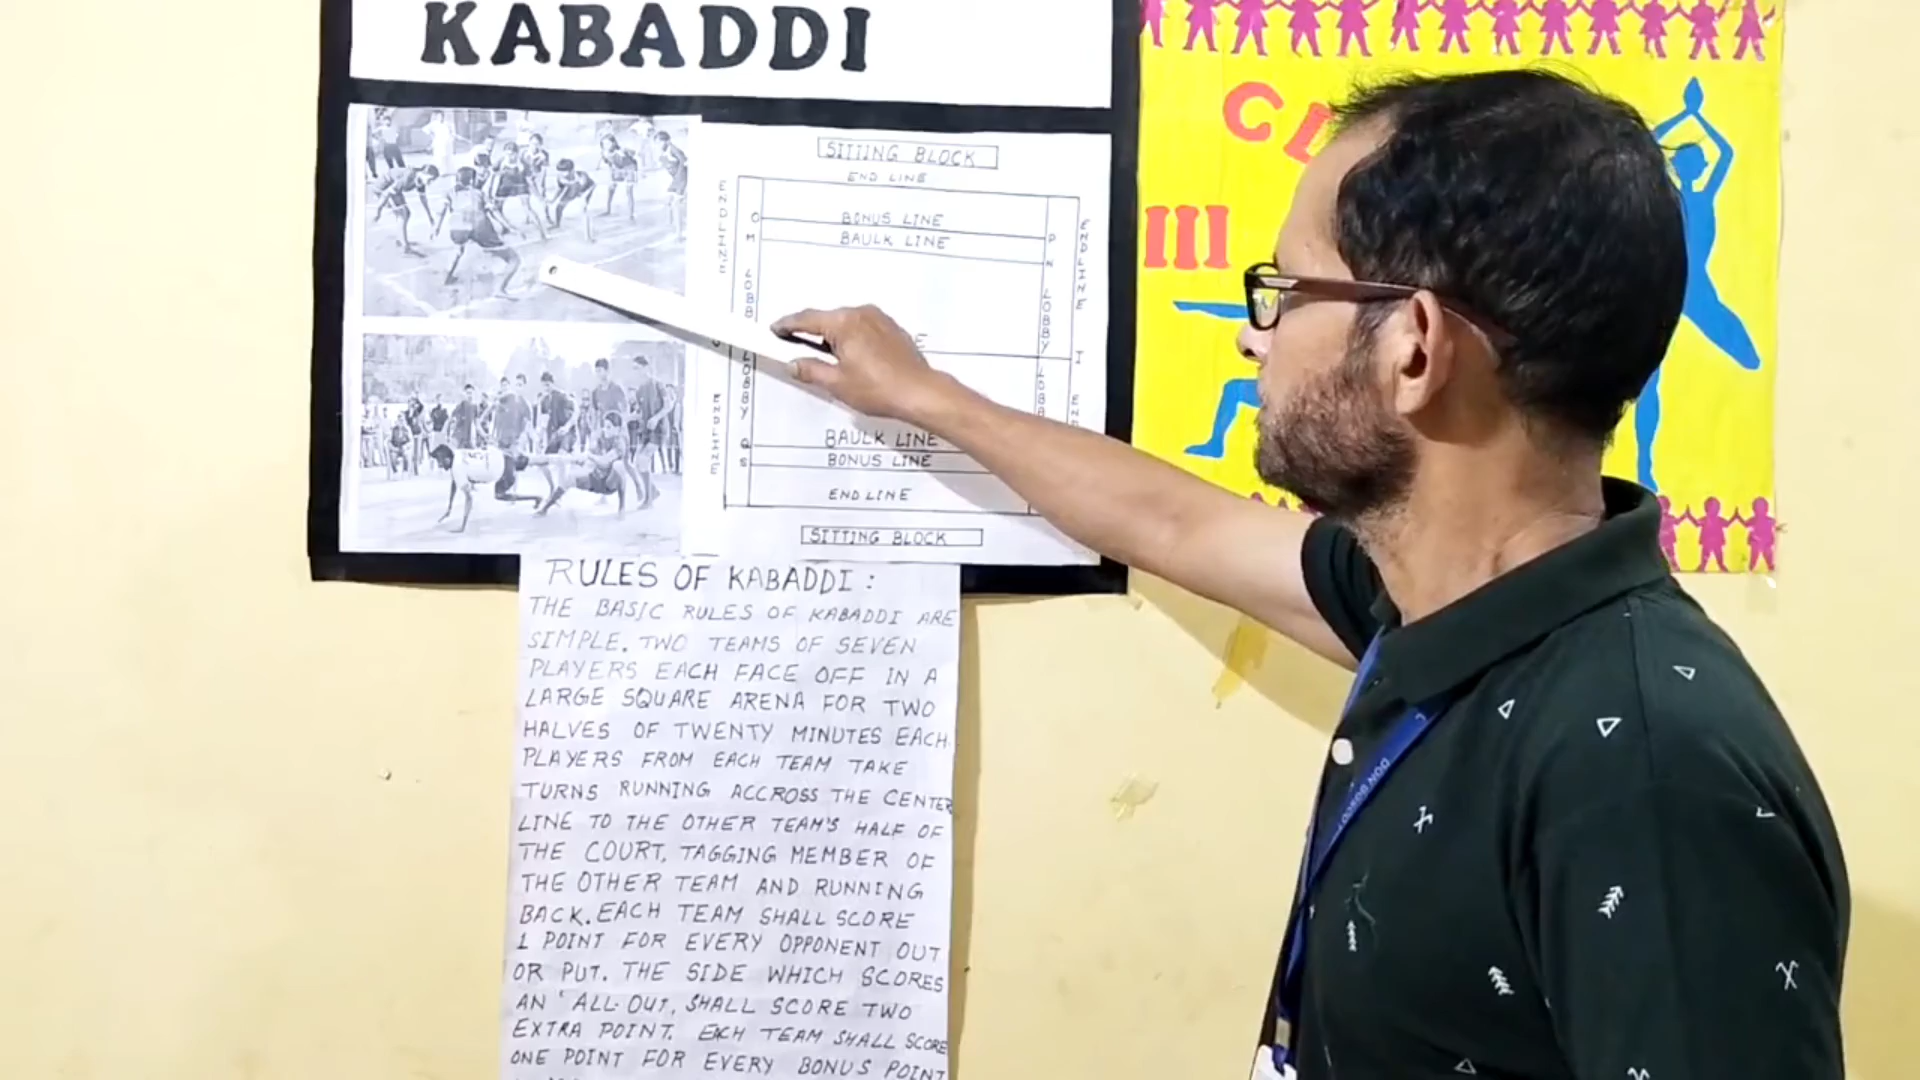 KABADDI
SITTING BLOCK
END LINE
BONUS LINE
BAULK LINE
ENDLINE
LOBB
ENDLINE
LOBBY
LOBBY
ENDLINE
BAULK LINE
BONUS LINE
END LINE
SITTING BLOCK
RULES OF KABADDI :
THE BASIC RULES OF KABADDI ARE
SIMPLE. TWO TEAMS OF SEVEN
PLAYERS EACH FACE OFF IN A
LARGE SQUARE ARENA FOR TWO
HALVES OF TWENTY MINUTES EACH.
PLAYERS FROM EACH TEAM TAKE
TURNS RUNNING ACCROSS THE CENTER
LINE TO THE OTHER TEAM'S HALF OF
THE COURT, TAGGING MEMBER OF
THE OTHER TEAM AND RUNNING
BACK. EACH TEAM SHALL SCORE
1 POINT FOR EVERY OPPONENT OUT
OR PUT. THE SIDE WHICH SCORES
AN ' ALL-OUT, SHALL SCORE TWO
EXTRA POINT. EACH TEAM SHALL SCORE
ONE POINT FOR EVERY BONUS POINT
III
DON BOSCO